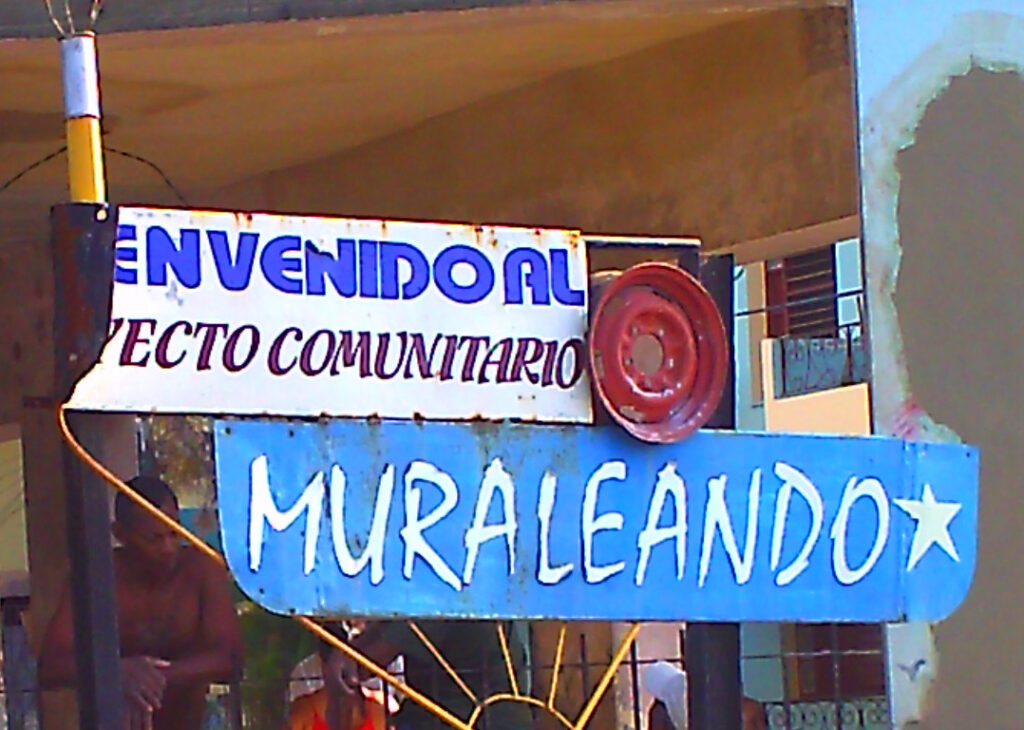 ENVENIDO AL
YECTO COMUNITARIO
MURALEANDO